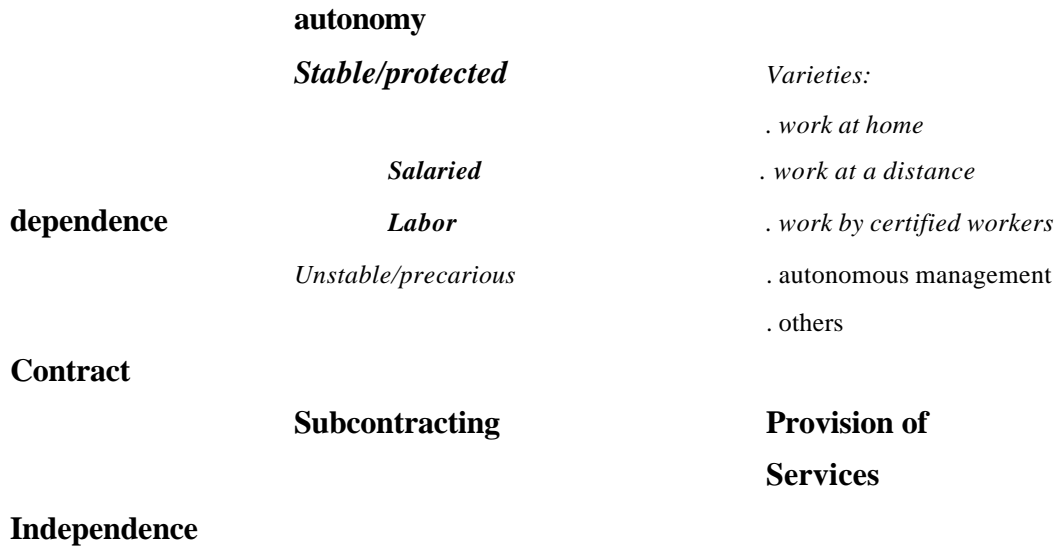 autonomy
Stable/protected Varieties:
. work at home
Salaried . work at a distance
dependence Labor . work by certified workers
Unstable/precarious . autonomous management
. others
Contract
Subcontracting Provision of
Services
Independence